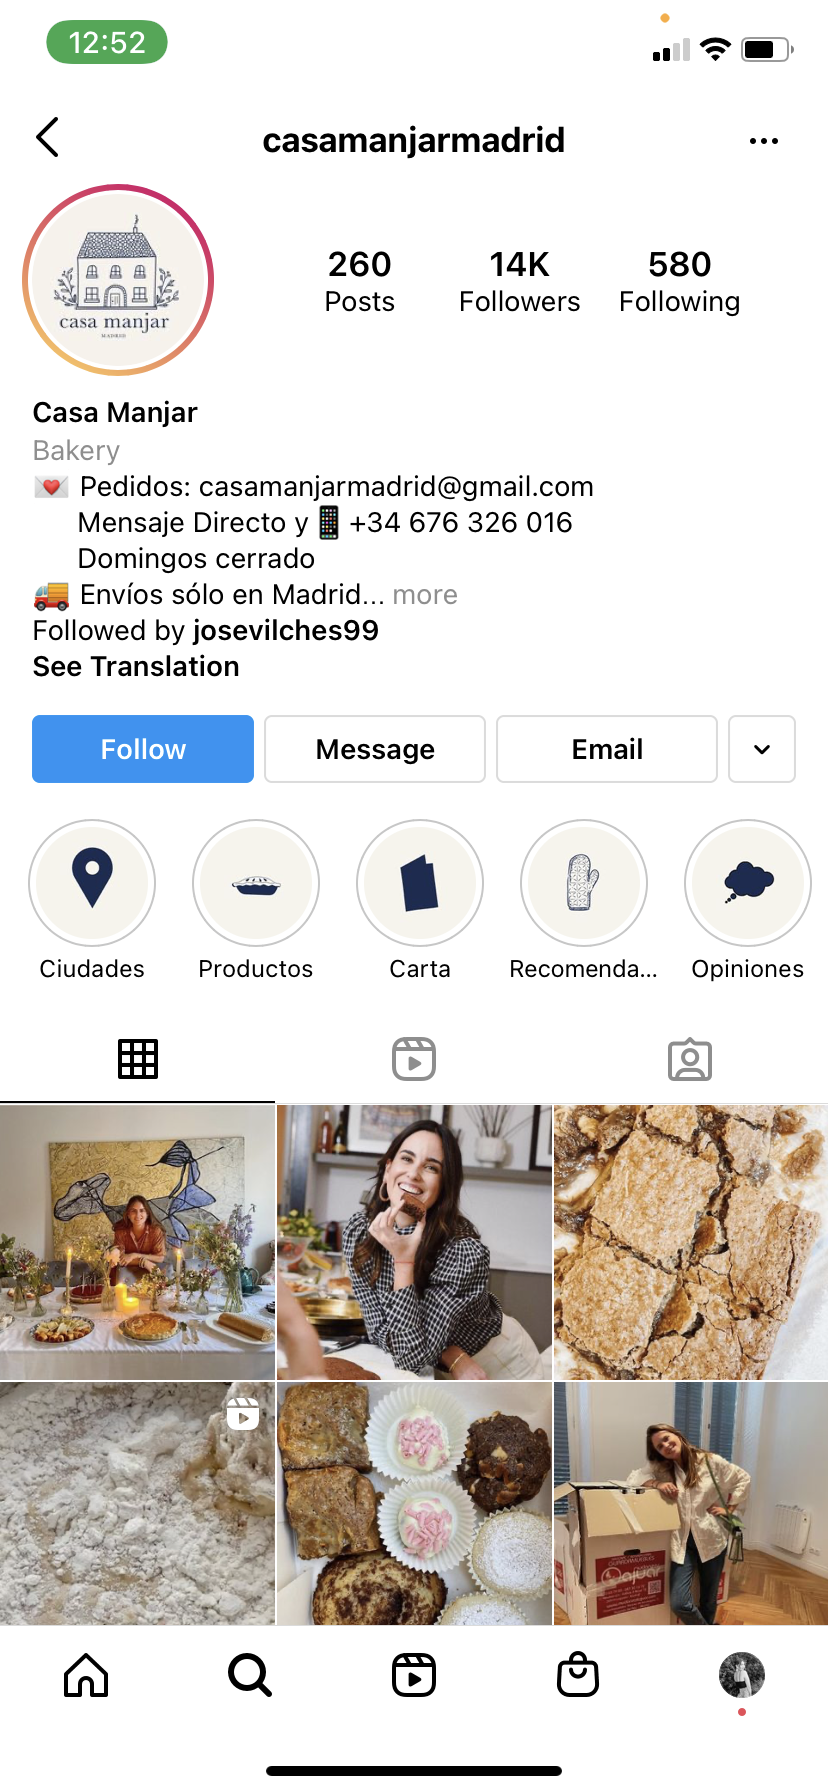 12:52
casamanjarmadrid
casa manjar
MADRID
260
Posts
14K
Followers
580
Following
Casa Manjar
Bakery
💌 Pedidos: casamanjarmadrid@gmail.com
Mensaje Directo y📱+34 676 326 016
Domingos cerrado
🚚 Envíos sólo en Madrid... more
Followed by josevilches99
See Translation
Follow
Message
Email
Ciudades
Productos
Carta
Recomenda...
Opiniones